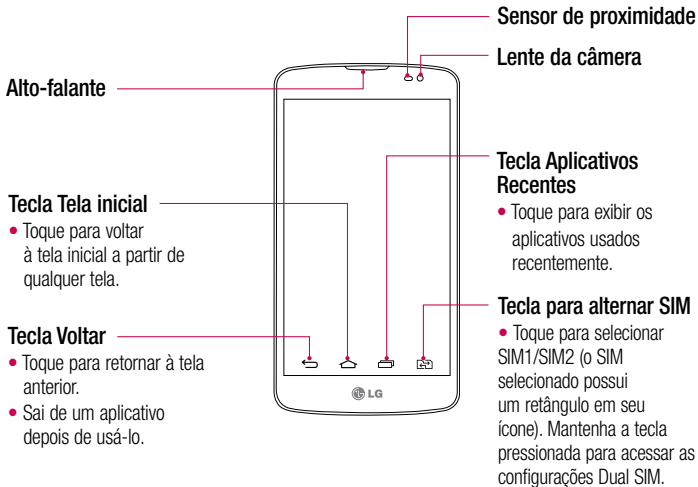 Sensor de proximidade
Lente da câmera
Alto-falante
Tecla Aplicativos
Recentes
• Toque para exibir os
aplicativos usados
recentemente.
Tecla Tela inicial
• Toque para voltar
à tela inicial a partir de
qualquer tela.
Tecla para alternar SIM
• Toque para selecionar
SIM1/SIM2 (o SIM
selecionado possui
um retângulo em seu
ícone). Mantenha a tecla
pressionada para acessar as
configurações Dual SIM.
Tecla Voltar
• Toque para retornar à tela
anterior.
• Sai de um aplicativo
depois de usá-lo.
LG